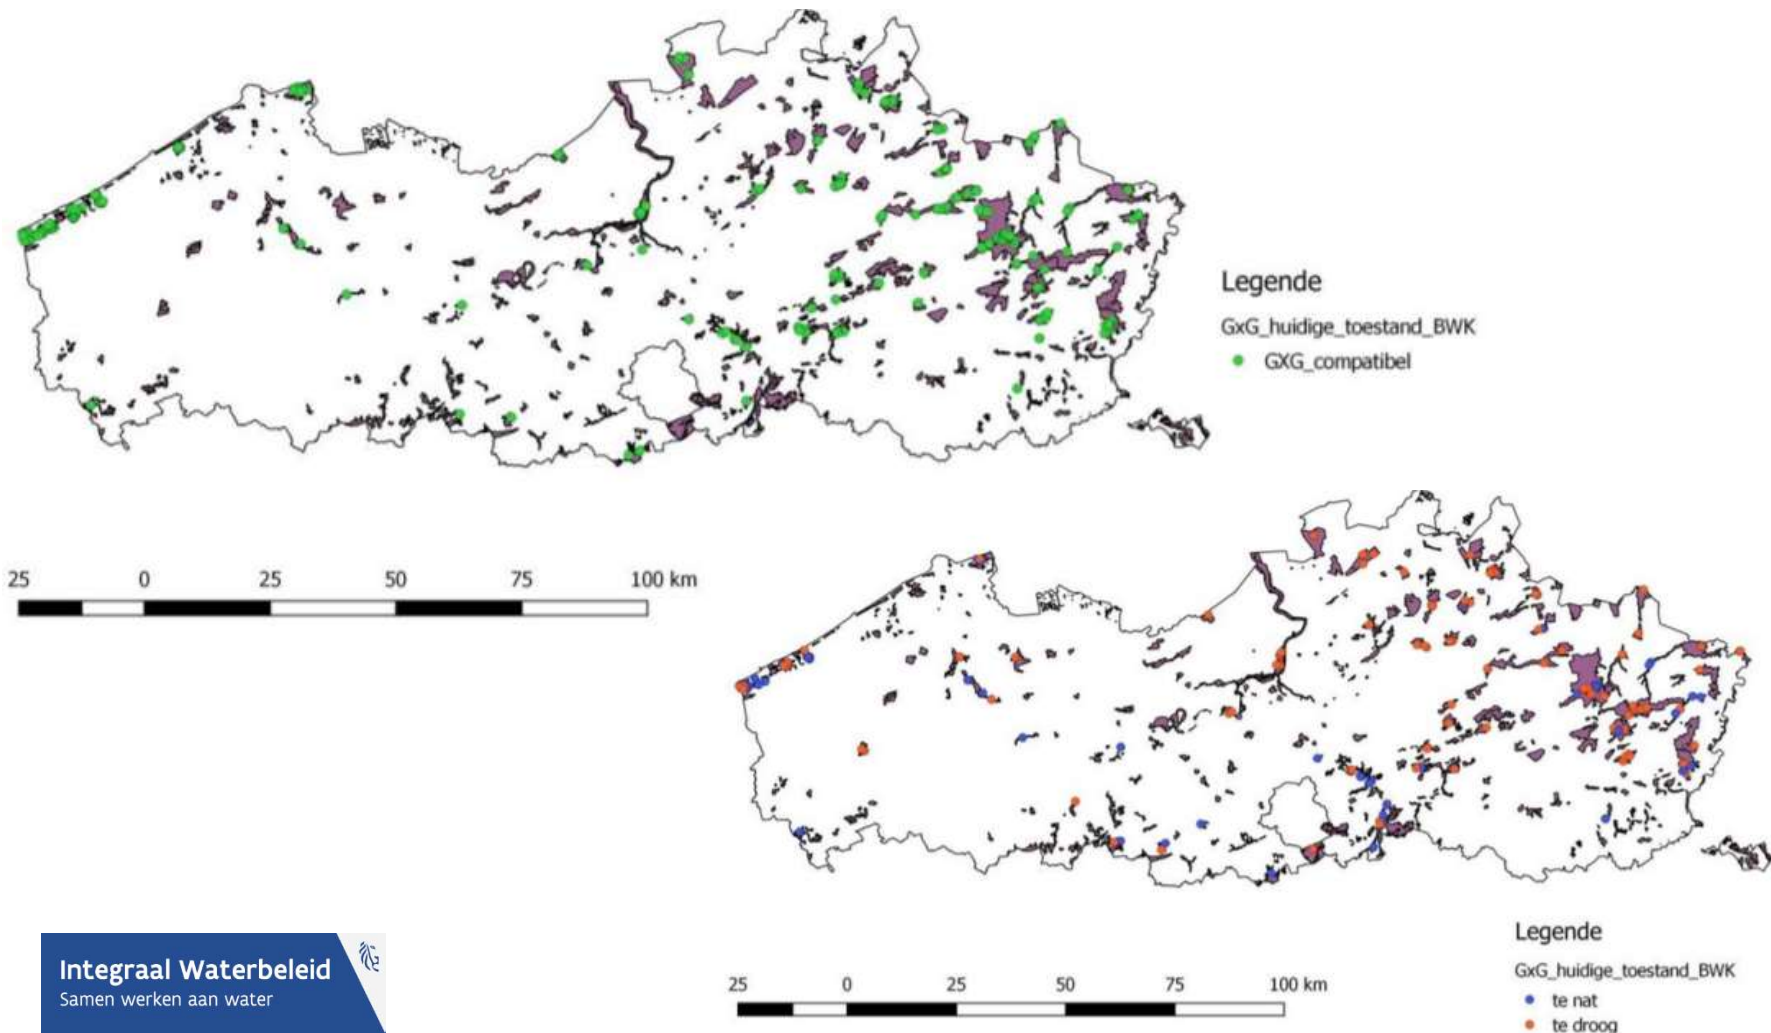 Legende
GxG_huidige_toestand_BWK
GXG_compatibel
25 0 25 50 75 100 km
Integraal Waterbeleid
Samen werken aan water
25 0 25 50 75 100 km
Legende
GxG_huidige_toestand_BWK
te nat
te droog